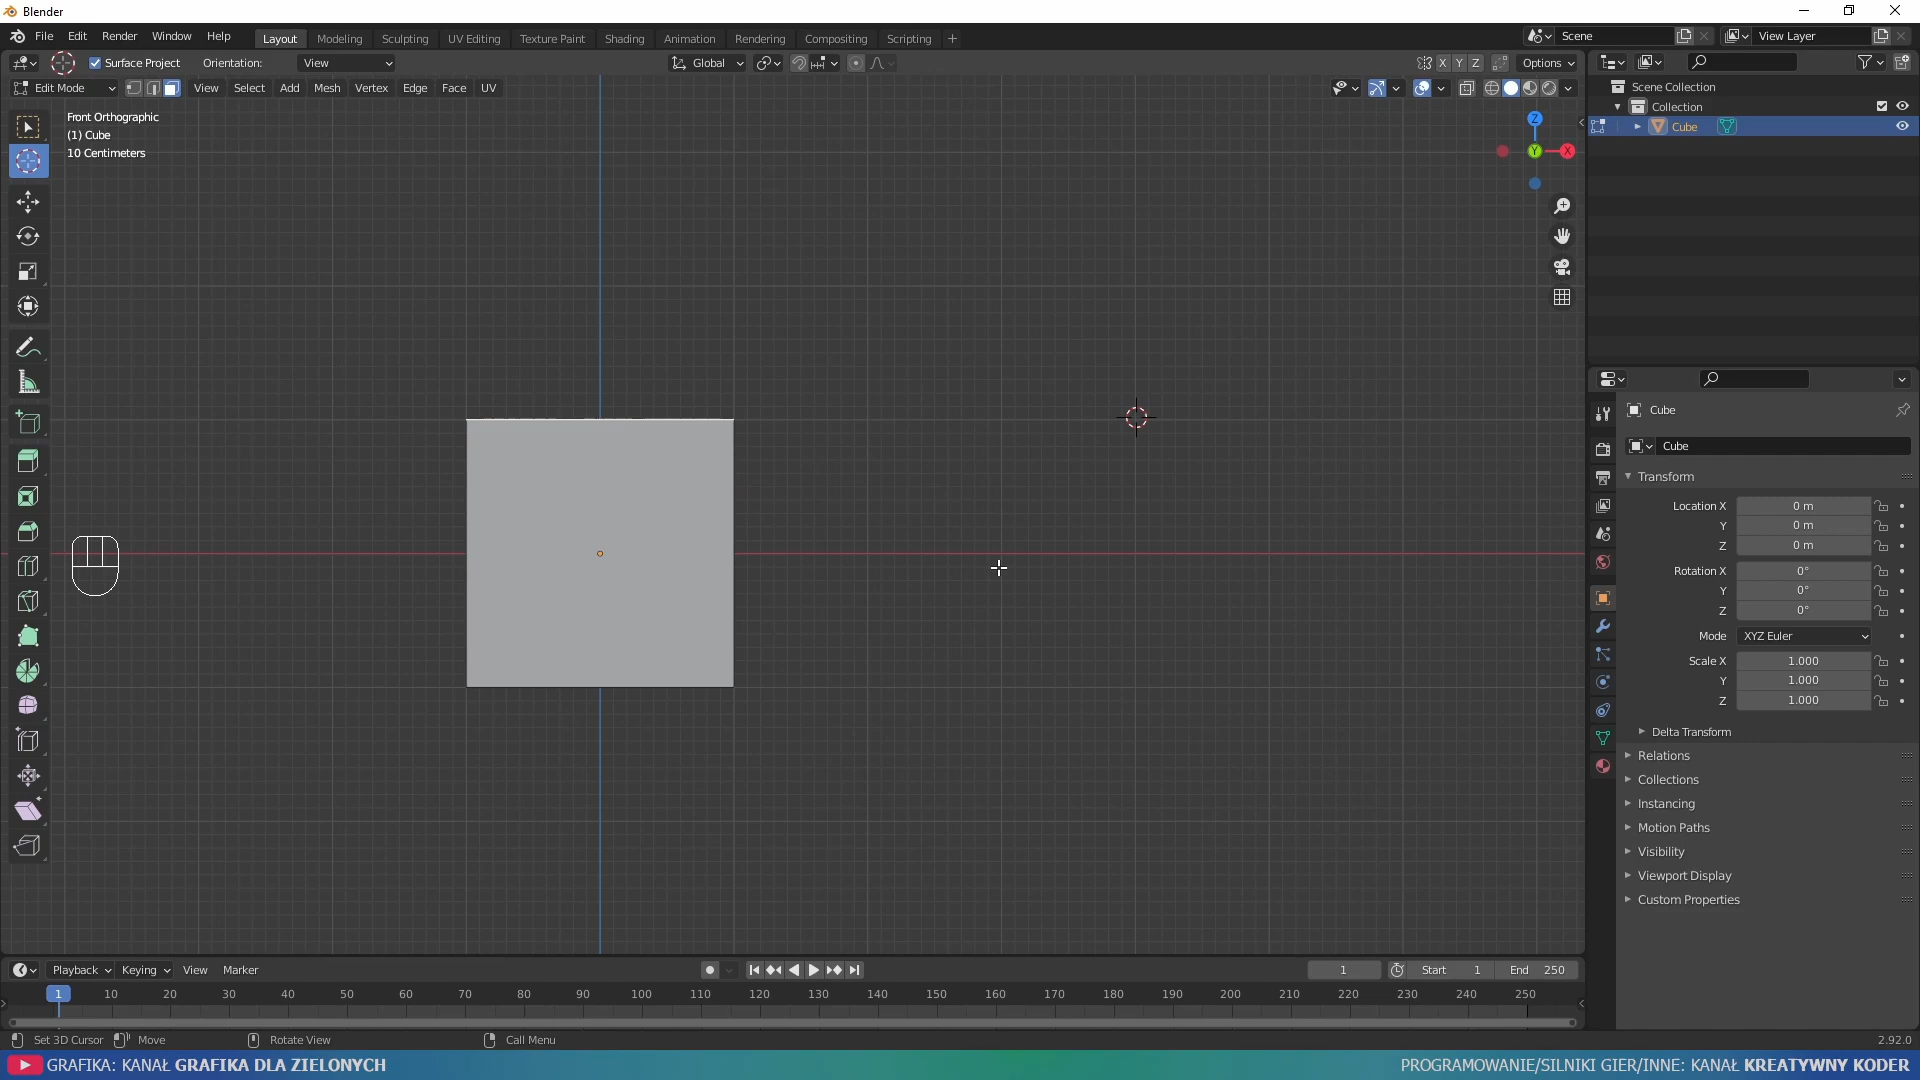 Blender
File Edit Render Window Help
Layout Modeling Sculpting UV Editing Texture Paint Shading Animation Rendering Compositing Scripting +
Scene View Layer
Surface Project Orientation: View Global X Y Z Options
Edit Mode View Select Add Mesh Vertex Edge Face UV
Front Orthographic
(1) Cube
10 Centimeters
Z
Y
X
Scene Collection
Collection
Cube
Cube
Cube
Transform
Location X 0 m
Y 0 m
Z 0 m
Rotation X 0°
Y 0°
Z 0°
Mode XYZ Euler
Scale X 1.000
Y 1.000
Z 1.000
Delta Transform
Relations
Collections
Instancing
Motion Paths
Visibility
Viewport Display
Custom Properties
Playback Keying View Marker 1 Start 1 End 250
1 10 20 30 40 50 60 70 80 90 100 110 120 130 140 150 160 170 180 190 200 210 220 230 240 250
Set 3D Cursor Move Rotate View Call Menu 2.92.0
GRAFIKA: KANAŁ GRAFIKA DLA ZIELONYCH PROGRAMOWANIE/SILNIKI GIER/INNE: KANAŁ KREATYWNY KODER